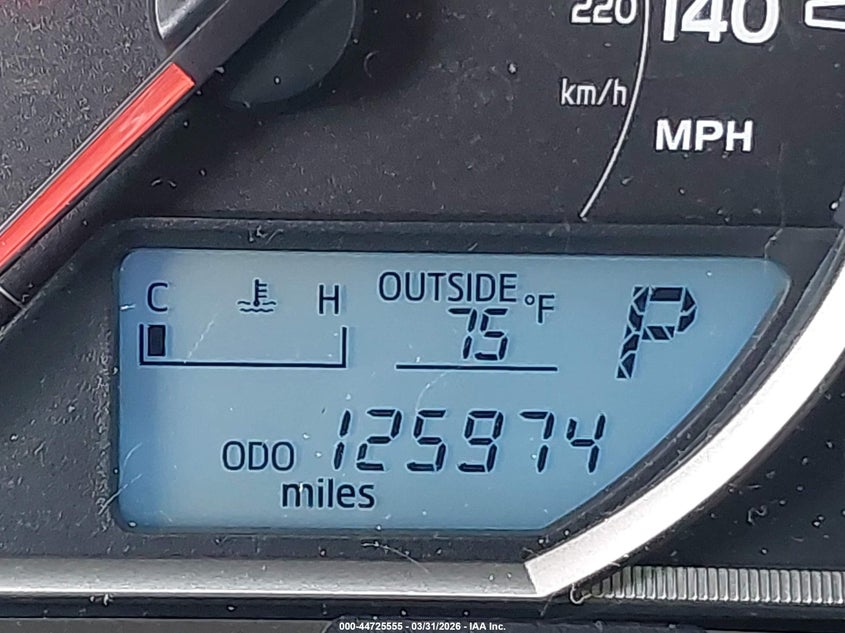 220 140
km/h
MPH
C H OUTSIDE °F P
75
ODO 125974
miles
000-44725555 - 03/31/2026 - IAA Inc.